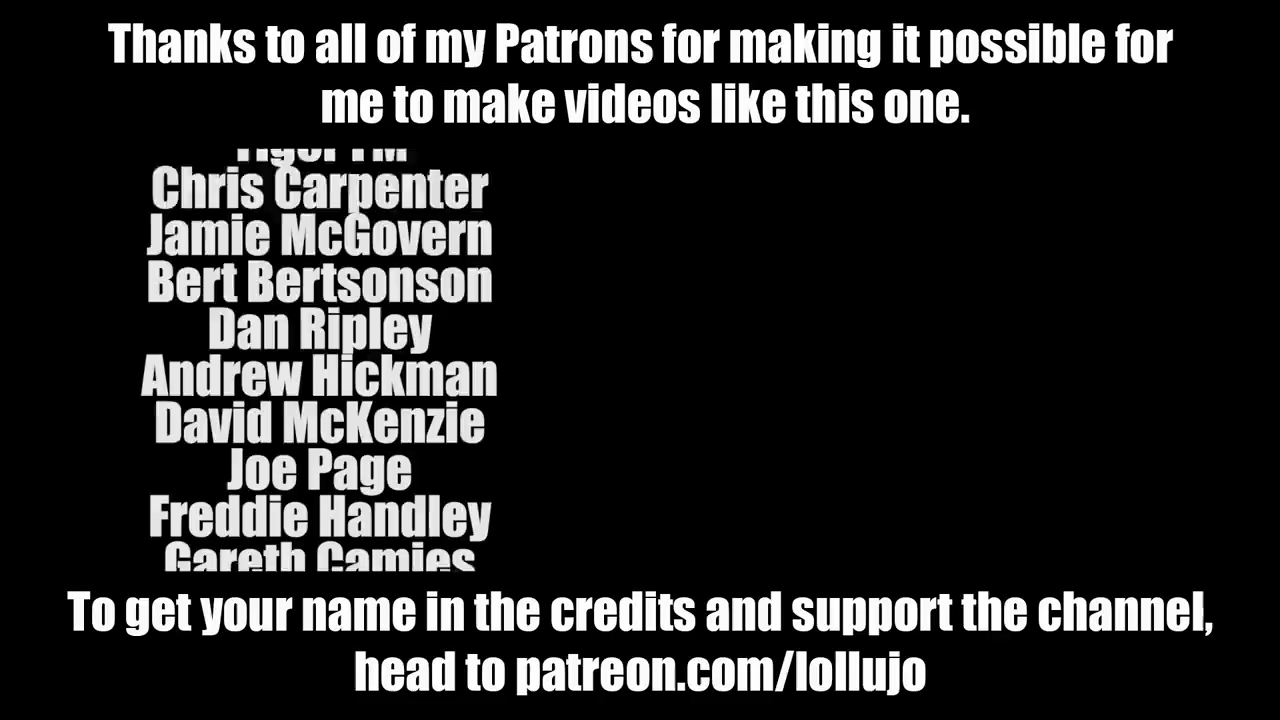 Thanks to all of my Patrons for making it possible for
me to make videos like this one.
Chris Carpenter
Jamie McGovern
Bert Bertsonson
Dan Ripley
Andrew Hickman
David McKenzie
Joe Page
Freddie Handley
Gareth Camies
To get your name in the credits and support the channel,
head to patreon.com/lollujo